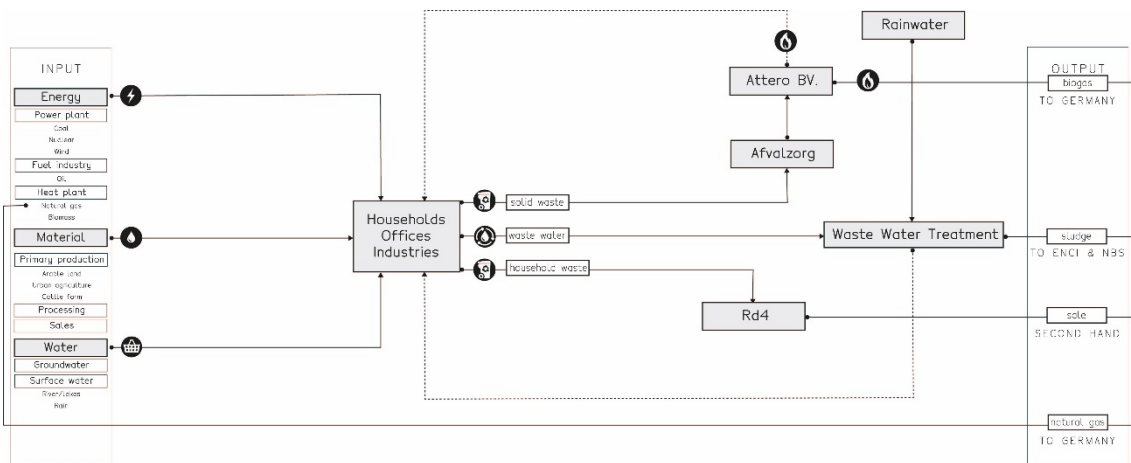 INPUT
Energy
Power plant
Coal
Nuclear
Wind
Fuel industry
Oil
Heat plant
Natural gas
Biomass
Material
Primary production
Arable land
Urban agriculture
Cattle farm
Processing
Sales
Water
Groundwater
Surface water
River/Lakes
Rain
Households
Offices
Industries
solid waste
waste water
household waste
Attero BV.
Afvalzorg
Rainwater
Waste Water Treatment
Rd4
OUTPUT
biogas
TO GERMANY
sludge
TO ENCI & NBS
sale
SECOND HAND
natural gas
TO GERMANY